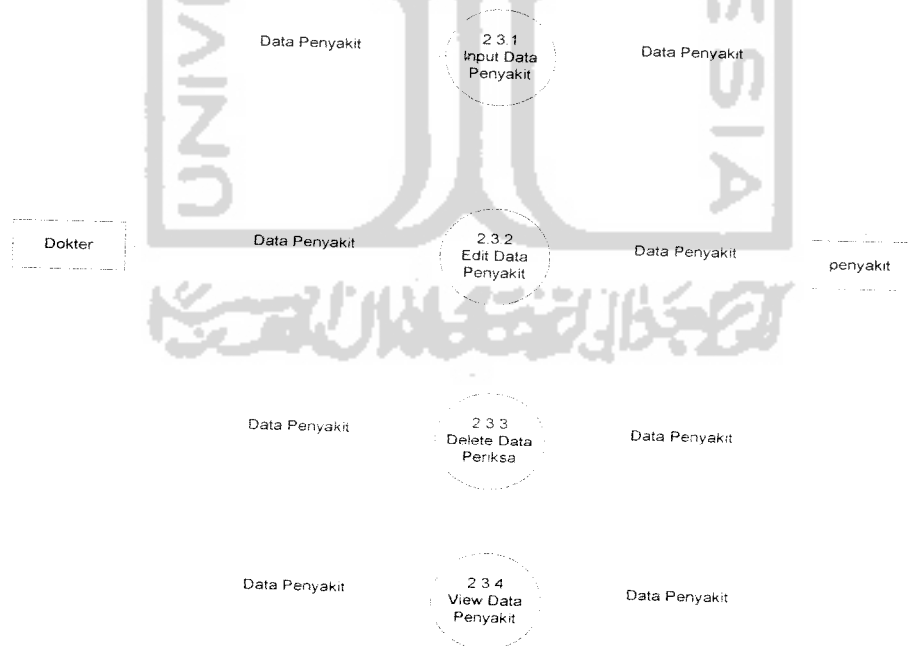 Data Penyakit
2.3.1
Input Data
Penyakit
Data Penyakit
Dokter
Data Penyakit
2.3.2
Edit Data
Penyakit
Data Penyakit
penyakit
Data Penyakit
2 3 3
Delete Data
Periksa
Data Penyakit
Data Penyakit
2 3 4
View Data
Penyakit
Data Penyakit